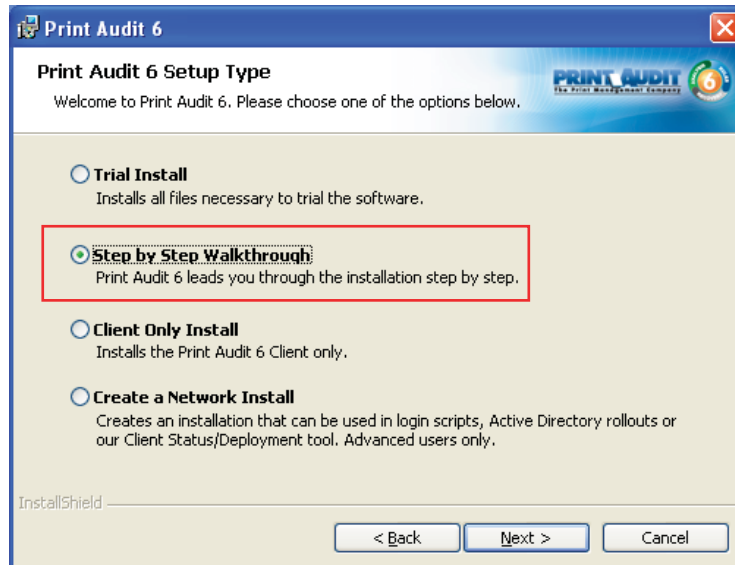 Print Audit 6
Print Audit 6 Setup Type
Welcome to Print Audit 6. Please choose one of the options below.
PRINT AUDIT 6
The Print Management Company
Trial Install
Installs all files necessary to trial the software.
Step by Step Walkthrough
Print Audit 6 leads you through the installation step by step.
Client Only Install
Installs the Print Audit 6 Client only.
Create a Network Install
Creates an installation that can be used in login scripts, Active Directory rollouts or
our Client Status/Deployment tool. Advanced users only.
InstallShield
< Back Next > Cancel